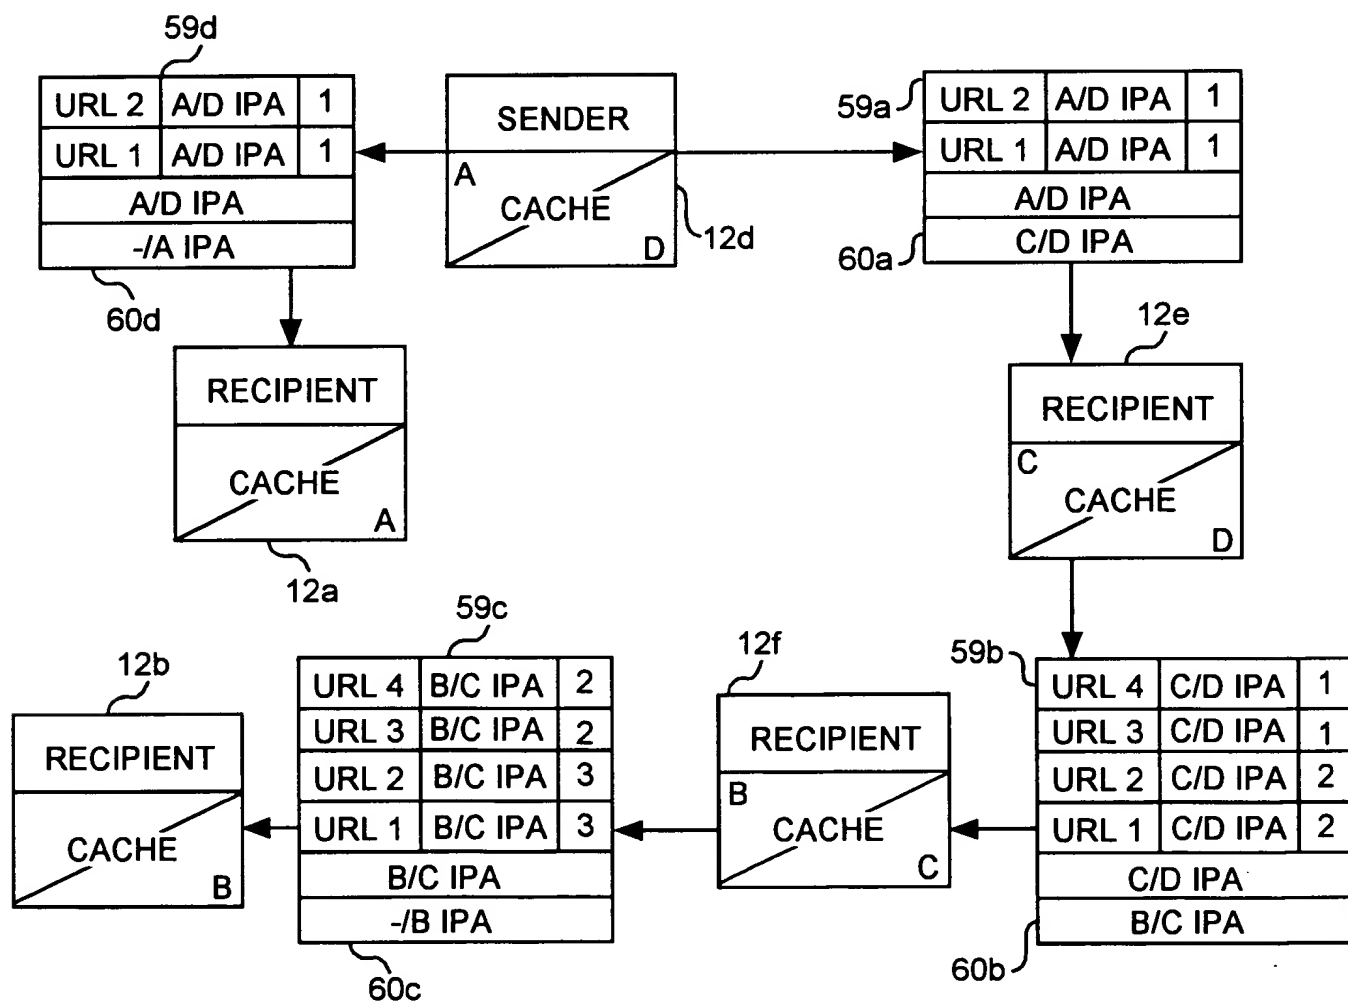 59d
URL 2 A/D IPA 1
URL 1 A/D IPA 1
A/D IPA
-/A IPA
60d
SENDER
A
CACHE
D
12d
59a
URL 2 A/D IPA 1
URL 1 A/D IPA 1
A/D IPA
C/D IPA
60a
RECIPIENT
CACHE
A
12a
12e
RECIPIENT
C
CACHE
D
12b
RECIPIENT
CACHE
B
59c
URL 4 B/C IPA 2
URL 3 B/C IPA 2
URL 2 B/C IPA 3
URL 1 B/C IPA 3
B/C IPA
-/B IPA
60c
12f
RECIPIENT
B
CACHE
C
59b
URL 4 C/D IPA 1
URL 3 C/D IPA 1
URL 2 C/D IPA 2
URL 1 C/D IPA 2
C/D IPA
B/C IPA
60b